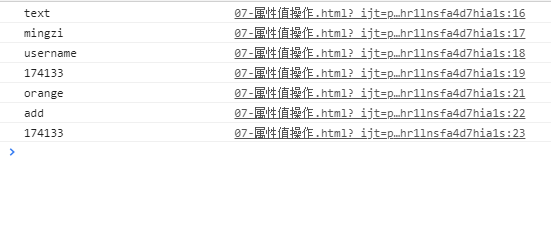 text 07-屬性值操作.html?_ijt=p…hr1lnsfa4d7hia1s:16
mingzi 07-屬性值操作.html?_ijt=p…hr1lnsfa4d7hia1s:17
username 07-屬性值操作.html?_ijt=p…hr1lnsfa4d7hia1s:18
174133 07-屬性值操作.html?_ijt=p…hr1lnsfa4d7hia1s:19
orange 07-屬性值操作.html?_ijt=p…hr1lnsfa4d7hia1s:21
add 07-屬性值操作.html?_ijt=p…hr1lnsfa4d7hia1s:22
174133 07-屬性值操作.html?_ijt=p…hr1lnsfa4d7hia1s:23